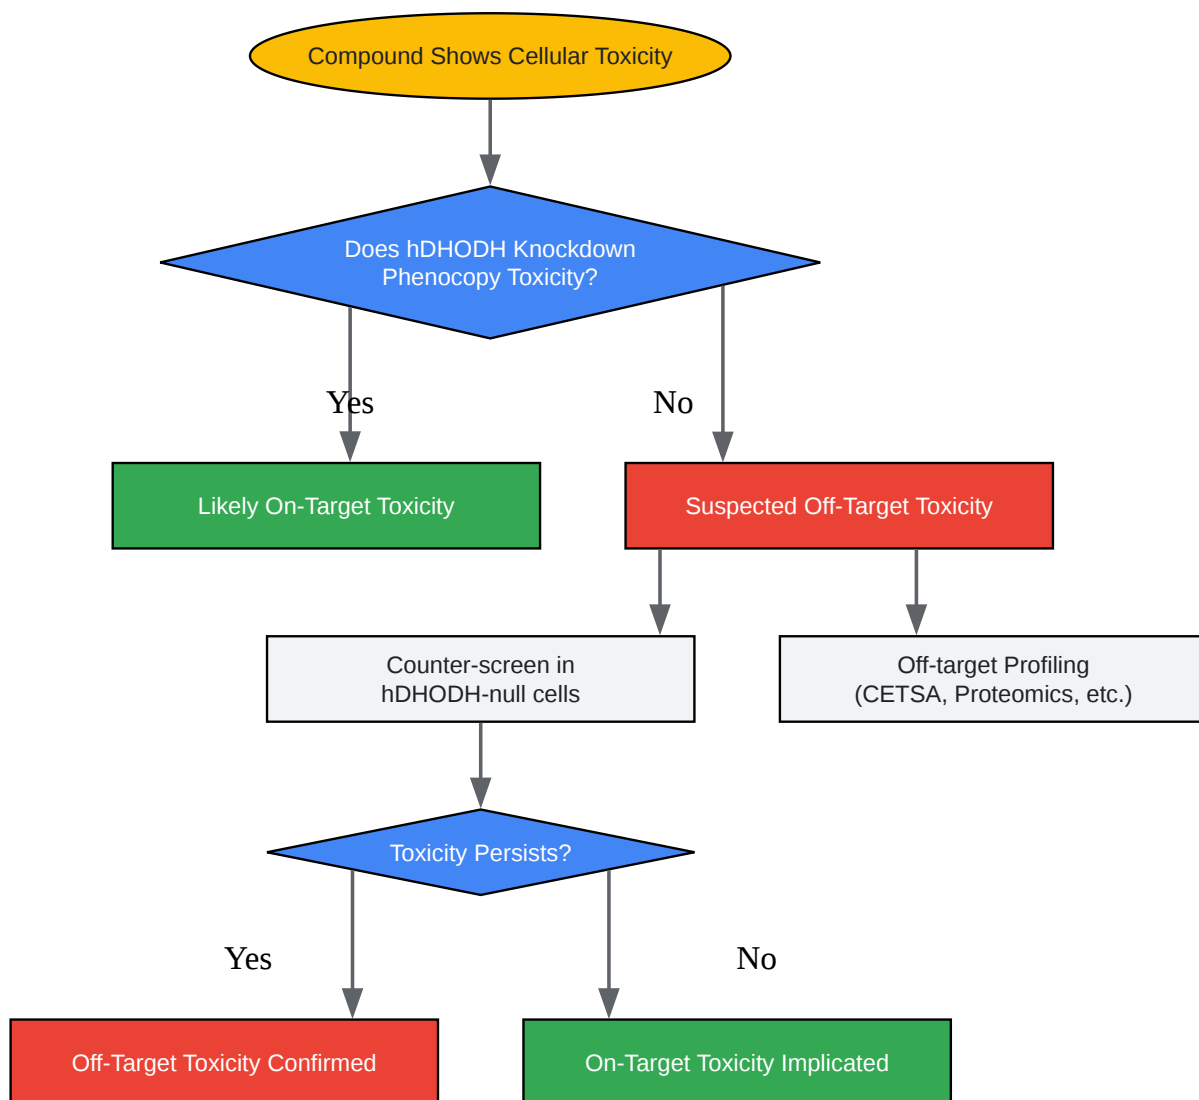 Compound Shows Cellular Toxicity
Does hDHODH Knockdown
Phenocopy Toxicity?
Yes
No
Likely On-Target Toxicity
Suspected Off-Target Toxicity
Counter-screen in
hDHODH-null cells
Off-target Profiling
(CETSA, Proteomics, etc.)
Toxicity Persists?
Yes
No
Off-Target Toxicity Confirmed
On-Target Toxicity Implicated